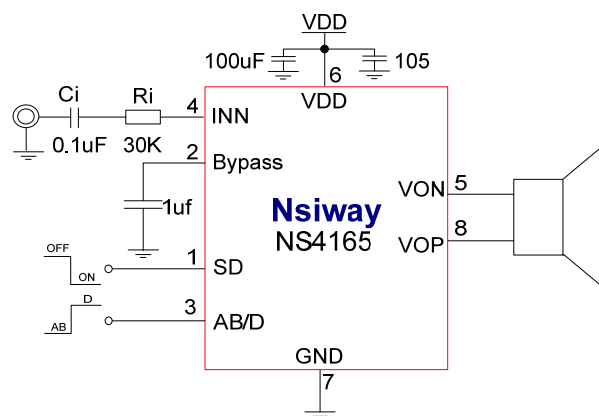 VDD
100uF
105
6
VDD
Ci
Ri
4
INN
0.1uF
30K
2
Bypass
1uf
Nsiway
NS4165
VON
5
VOP
8
OFF
ON
1
SD
D
AB
3
AB/D
GND
7